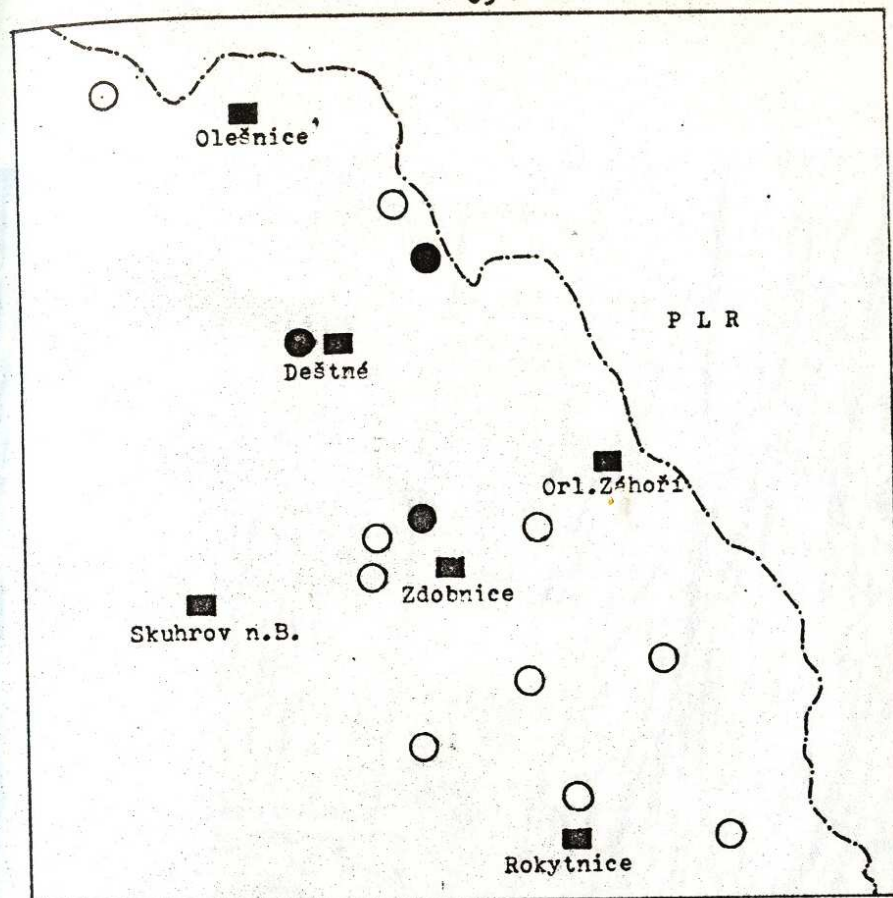 Olešnice
P L R
Deštné
Orl.Záhoří
Zdobnice
Skuhrov n.B.
Rokytnice